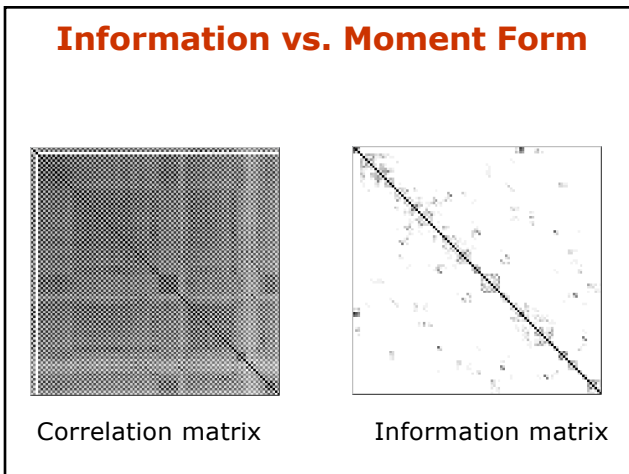 Information vs. Moment Form
Correlation matrix
Information matrix